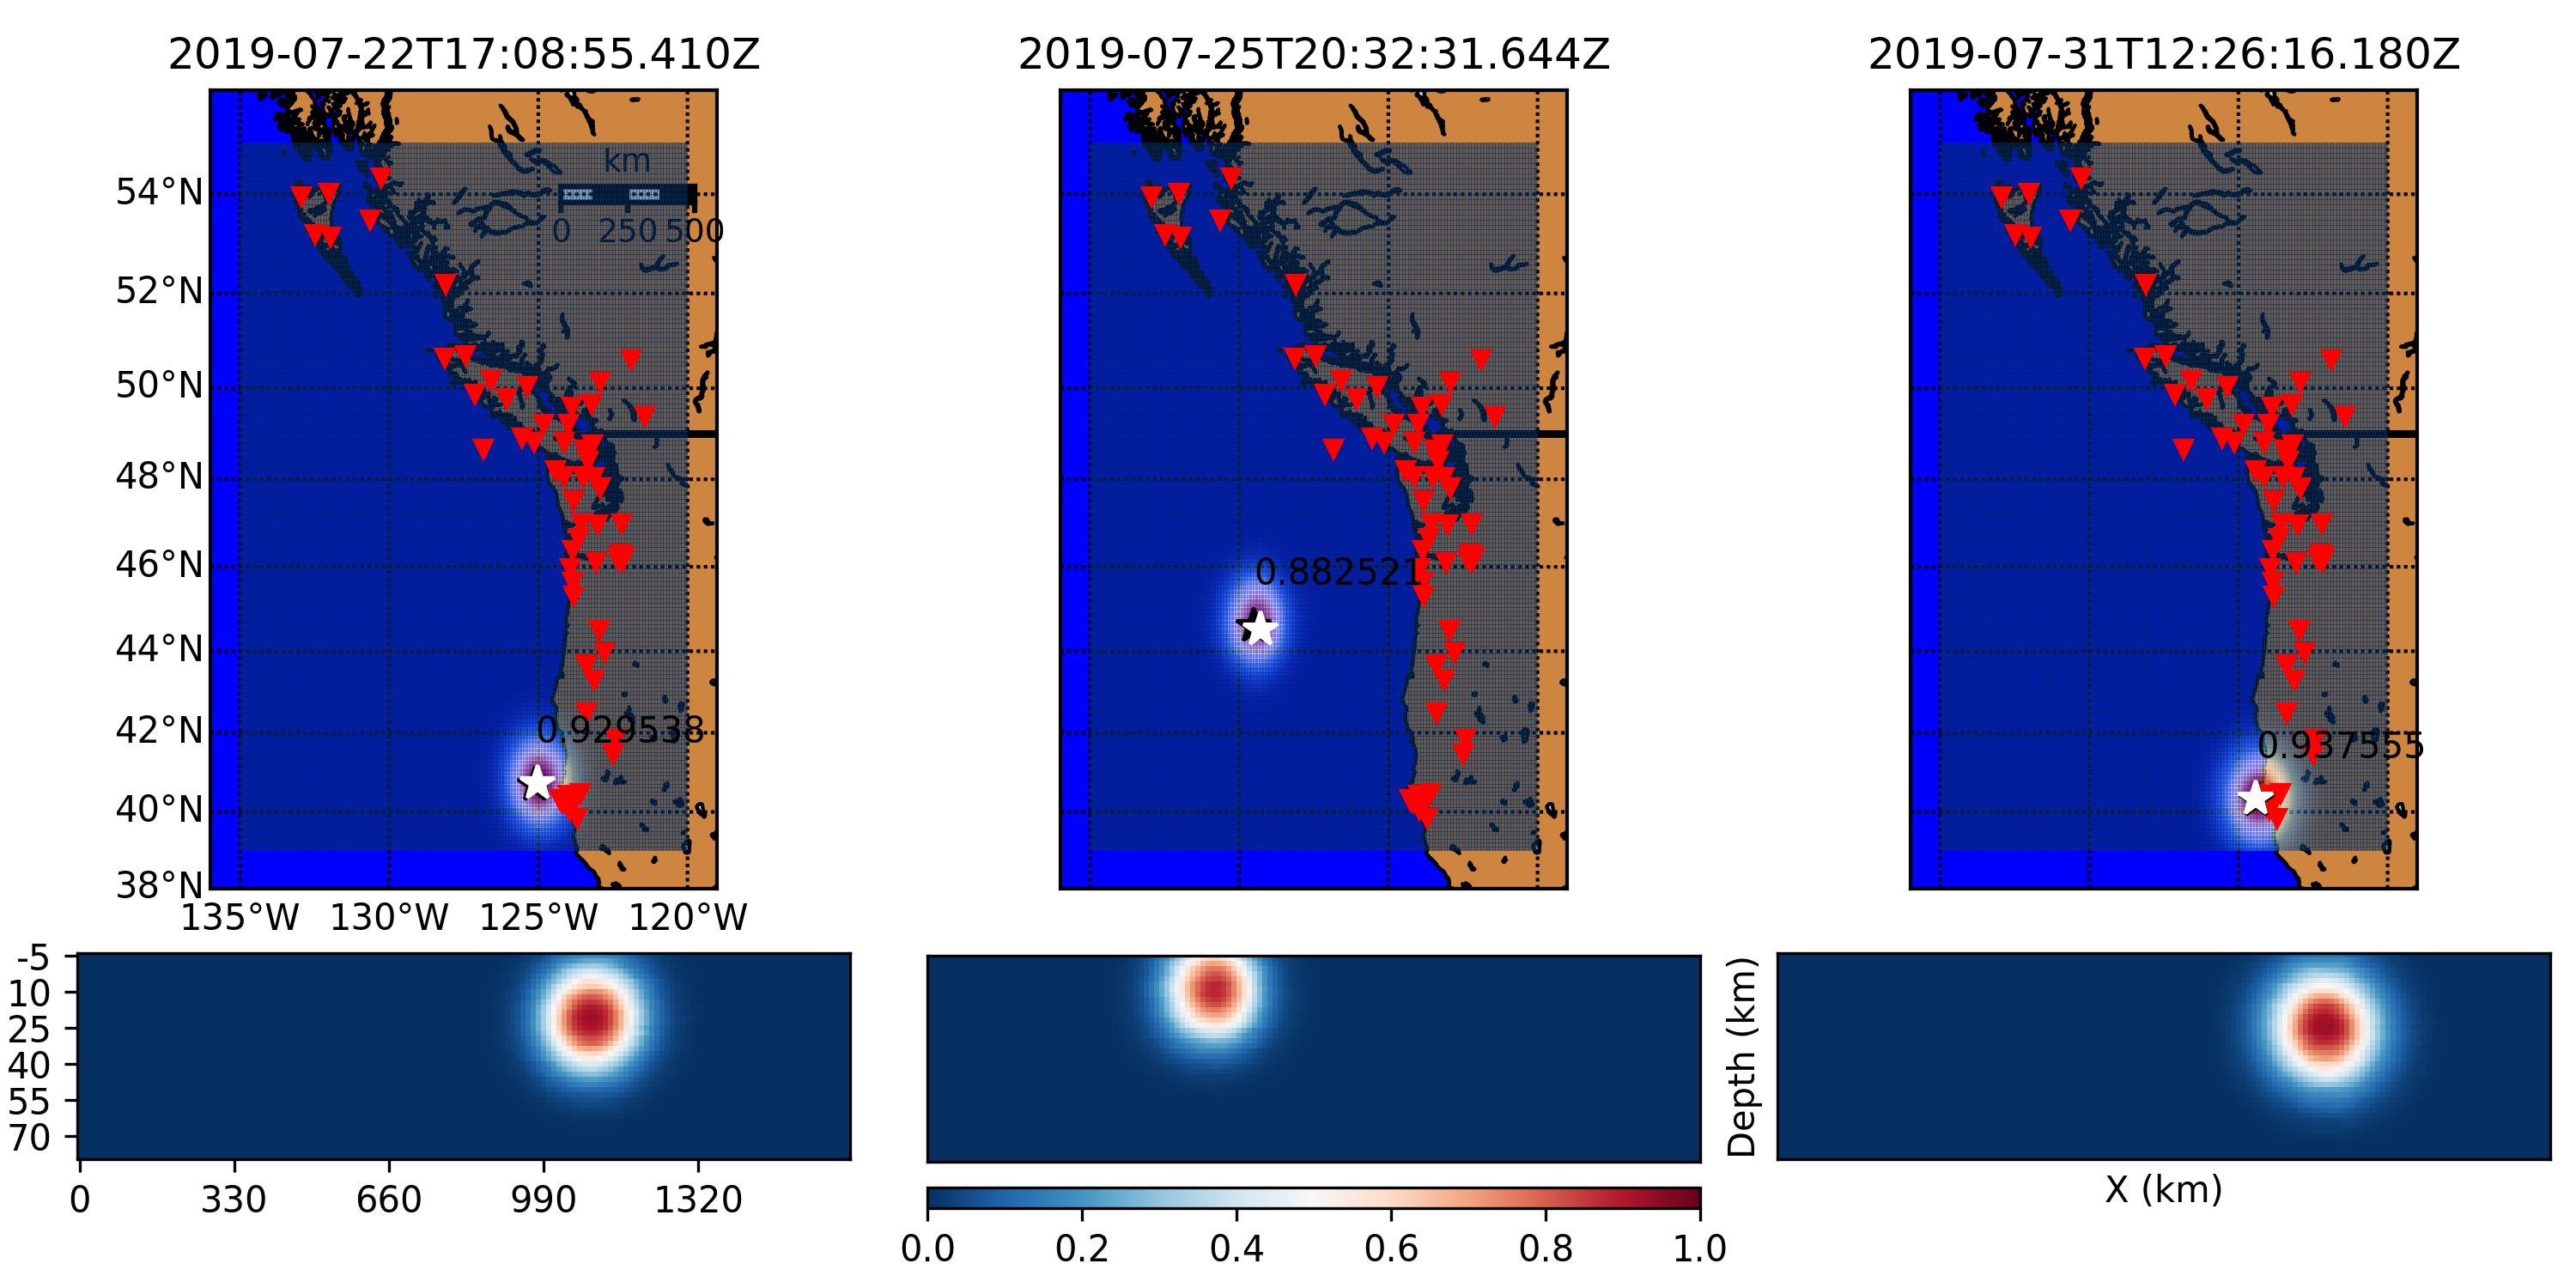 2019-07-22T17:08:55.410Z
2019-07-25T20:32:31.644Z
2019-07-31T12:26:16.180Z
km
0 250 500
54°N
52°N
50°N
48°N
46°N
44°N
42°N
40°N
38°N
135°W 130°W 125°W 120°W
0.929538
0.882521
0.937555
-5
10
25
40
55
70
0 330 660 990 1320
0.0 0.2 0.4 0.6 0.8 1.0
Depth (km)
X (km)